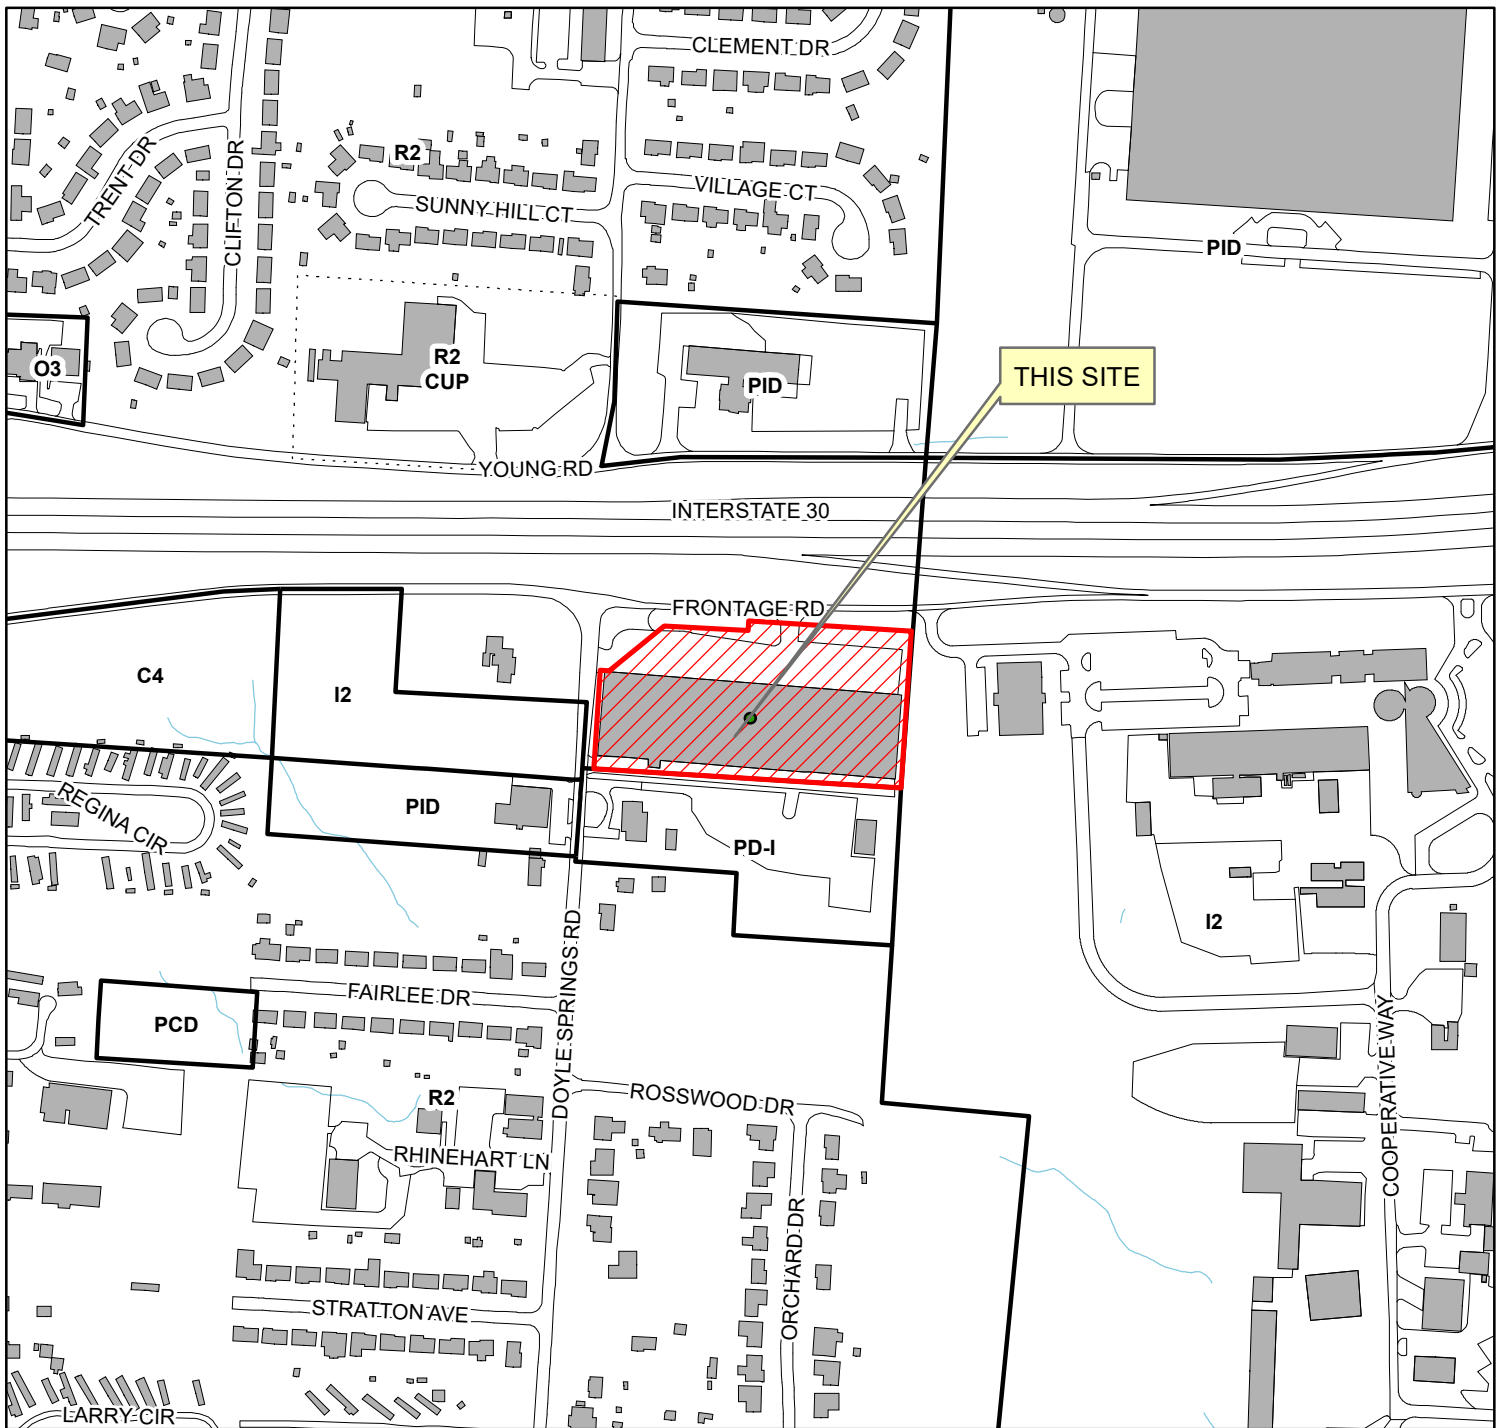 CLEMENT DR
TRENT DR
CLIFTON DR
R2
VILLAGE CT
SUNNY HILL CT
PID
O3
R2
CUP
PID
THIS SITE
YOUNG RD
INTERSTATE 30
FRONTAGE RD
C4
I2
REGINA CIR
PID
PD-I
I2
DOYLE SPRINGS RD
FAIRLEE DR
PCD
COOPERATIVE WAY
R2
ROSSWOOD DR
RHINEHART LN
ORCHARD DR
STRATTON AVE
LARRY CIR